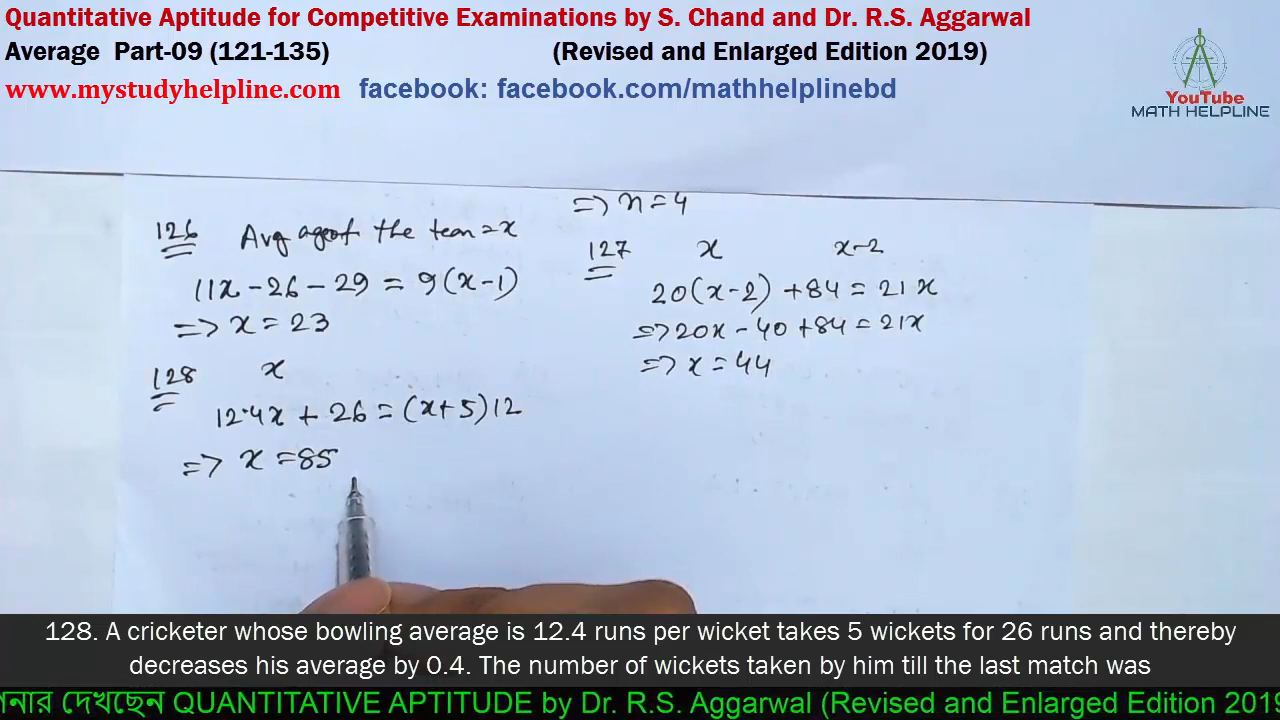 Quantitative Aptitude for Competitive Examinations by S. Chand and Dr. R.S. Aggarwal
Average Part-09 (121-135) (Revised and Enlarged Edition 2019)
www.mystudyhelpline.com facebook: facebook.com/mathhelplinebd
YouTube
MATH HELPLINE
=> n = 4
126 Avg age of the team = x
11x - 26 - 29 = 9(x-1)
=> x = 23
127 x x-2
20(x-2) + 84 = 21x
=> 20x - 40 + 84 = 21x
=> x = 44
128 x
12.4x + 26 = (x+5)12
=> x = 85
128. A cricketer whose bowling average is 12.4 runs per wicket takes 5 wickets for 26 runs and thereby
decreases his average by 0.4. The number of wickets taken by him till the last match was
পনার দেখছেন QUANTITATIVE APTITUDE by Dr. R.S. Aggarwal (Revised and Enlarged Edition 2019